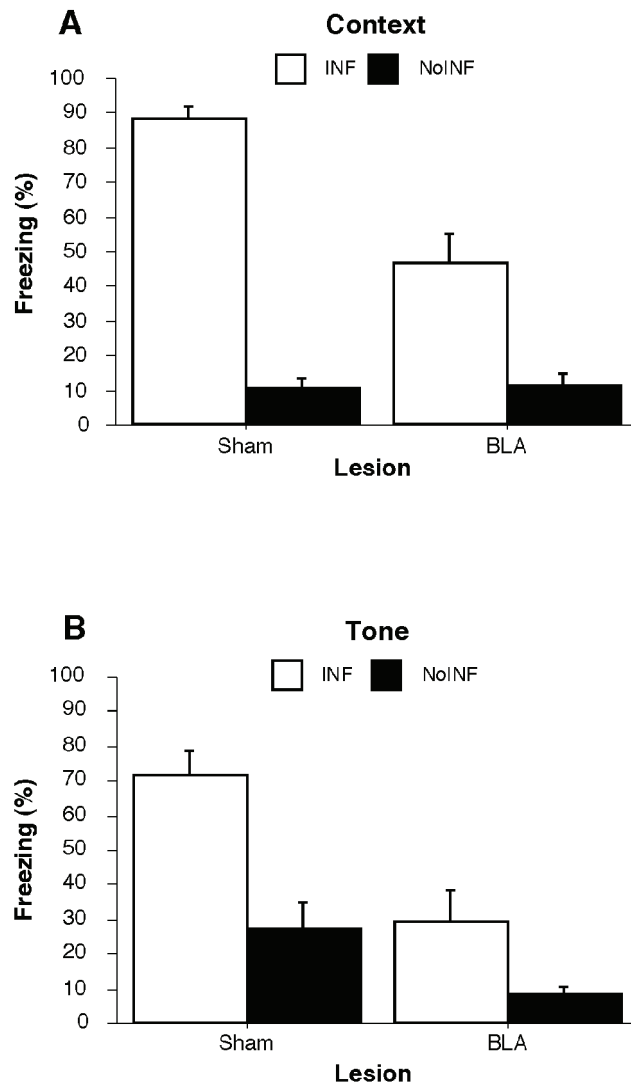 A
Context
INF NoINF
100
90
80
70
60
50
40
30
20
10
0
Freezing (%)
Sham BLA
Lesion
B
Tone
INF NoINF
100
90
80
70
60
50
40
30
20
10
0
Freezing (%)
Sham BLA
Lesion